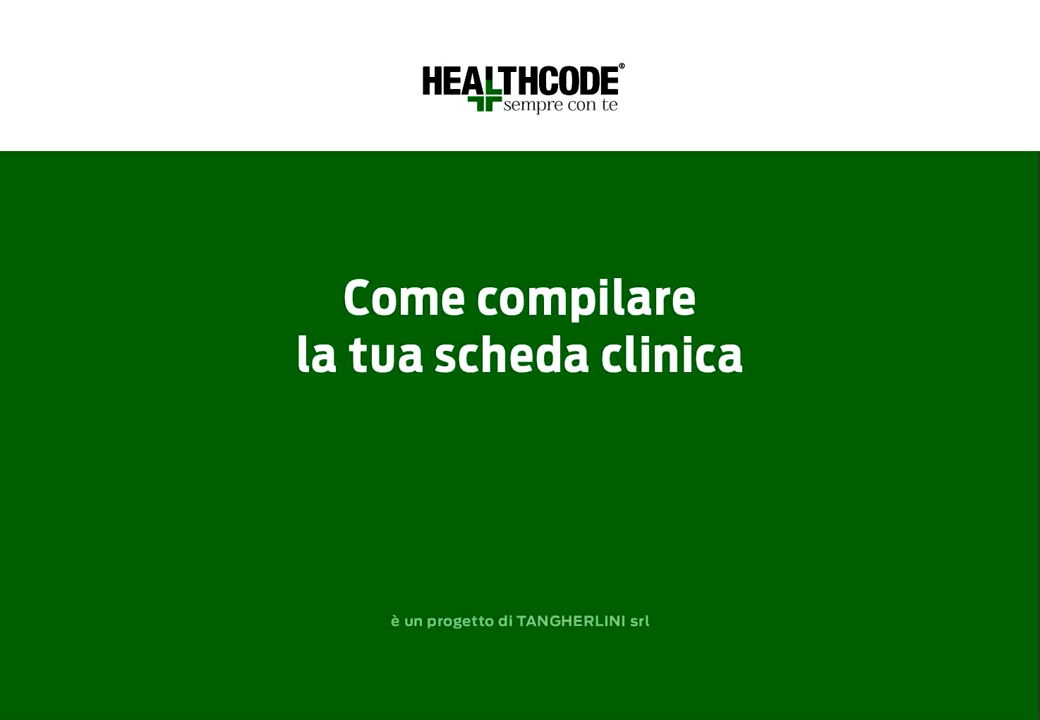 HEALTHCODE®
sempre con te
Come compilare
la tua scheda clinica
è un progetto di TANGHERLINI srl